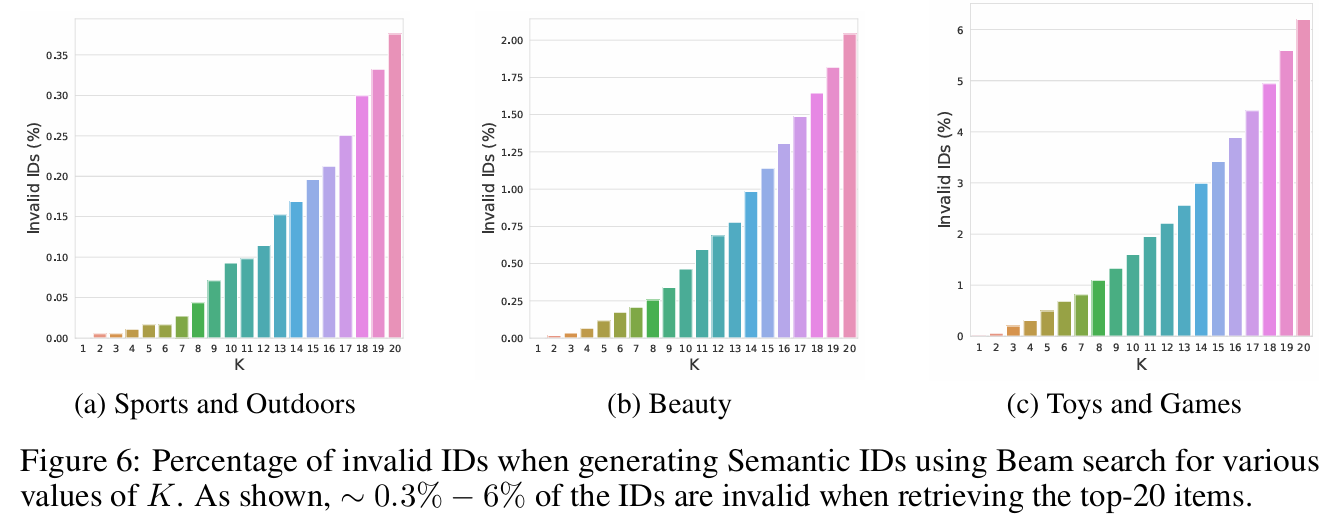 Invalid IDs (%)
0.35
0.30
0.25
0.20
0.15
0.10
0.05
0.00
1 2 3 4 5 6 7 8 9 10 11 12 13 14 15 16 17 18 19 20
K
(a) Sports and Outdoors
Invalid IDs (%)
2.00
1.75
1.50
1.25
1.00
0.75
0.50
0.25
0.00
1 2 3 4 5 6 7 8 9 10 11 12 13 14 15 16 17 18 19 20
K
(b) Beauty
Invalid IDs (%)
6
5
4
3
2
1
0
1 2 3 4 5 6 7 8 9 10 11 12 13 14 15 16 17 18 19 20
K
(c) Toys and Games
Figure 6: Percentage of invalid IDs when generating Semantic IDs using Beam search for various
values of K. As shown, ∼ 0.3% − 6% of the IDs are invalid when retrieving the top-20 items.